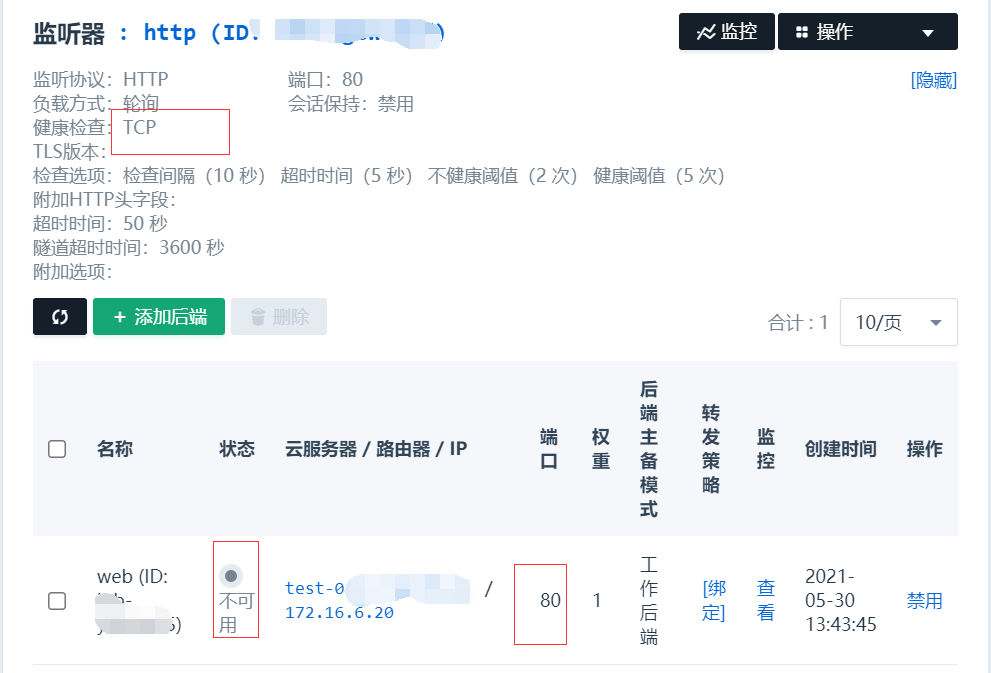 监听器 ： http (ID:
监控
操作
监听协议：HTTP
端口：80
[隐藏]
负载方式：轮询
会话保持：禁用
健康检查：TCP
TLS版本：
检查选项：检查间隔（10 秒） 超时时间（5 秒） 不健康阈值（2 次） 健康阈值（5 次）
附加HTTP头字段：
超时时间：50 秒
隧道超时时间：3600 秒
附加选项：
+ 添加后端
删除
合计 : 1
10/页
名称
状态
云服务器 / 路由器 / IP
端口
权重
后端主备模式
转发策略
监控
创建时间
操作
web (ID:
不可用
test-0
/
172.16.6.20
80
1
工作后端
[绑定]
查看
2021-
05-30
13:43:45
禁用